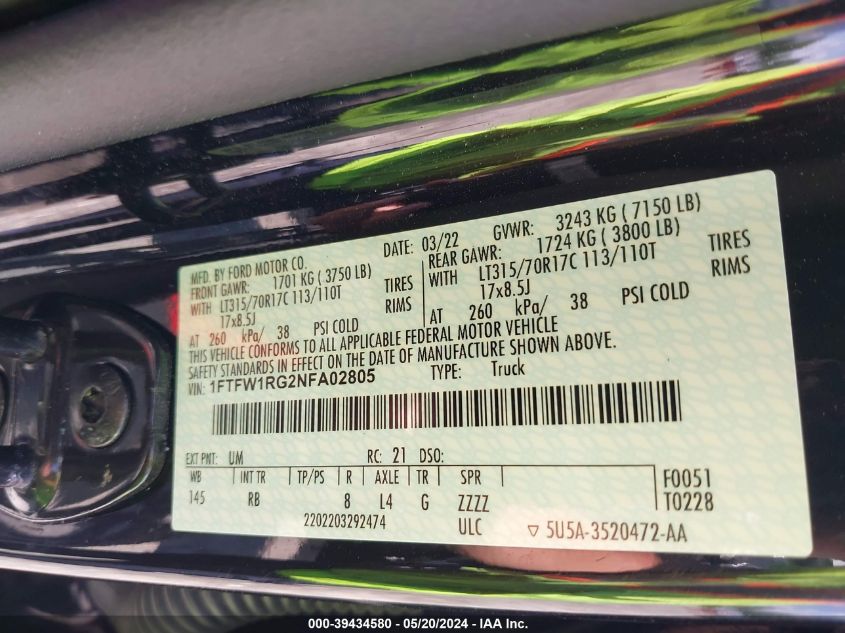 MFD. BY FORD MOTOR CO. DATE: 03/22 GVWR: 3243 KG ( 7150 LB)
FRONT GAWR: 1701 KG ( 3750 LB) REAR GAWR: 1724 KG ( 3800 LB)
WITH LT315/70R17C 113/110T TIRES WITH LT315/70R17C 113/110T TIRES
17x8.5J RIMS 17x8.5J RIMS
AT 260 kPa/ 38 PSI COLD AT 260 kPa/ 38 PSI COLD
THIS VEHICLE CONFORMS TO ALL APPLICABLE FEDERAL MOTOR VEHICLE
SAFETY STANDARDS IN EFFECT ON THE DATE OF MANUFACTURE SHOWN ABOVE.
VIN: 1FTFW1RG2NFA02805 TYPE: Truck
EXT PNT: UM RC: 21 DSO:
WB INT TR TP/PS R AXLE TR SPR F0051
145 RB 8 L4 G ZZZZ T0228
2202203292474 ULC ▽ 5U5A-3520472-AA
000-39434580 - 05/20/2024 - IAA Inc.